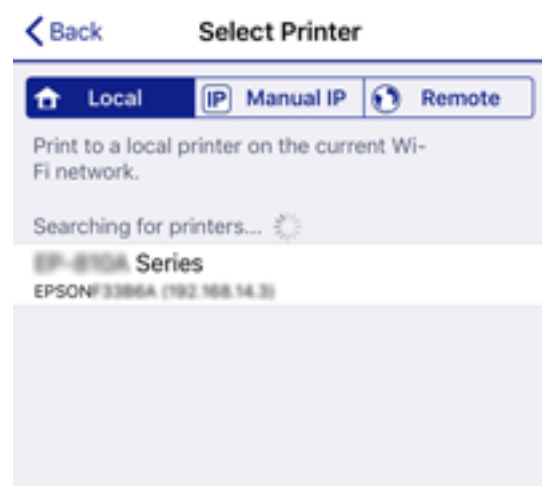 Back
Select Printer
Local
IP Manual IP
Remote
Print to a local printer on the current Wi-
Fi network.
Searching for printers...
Series
EPSON